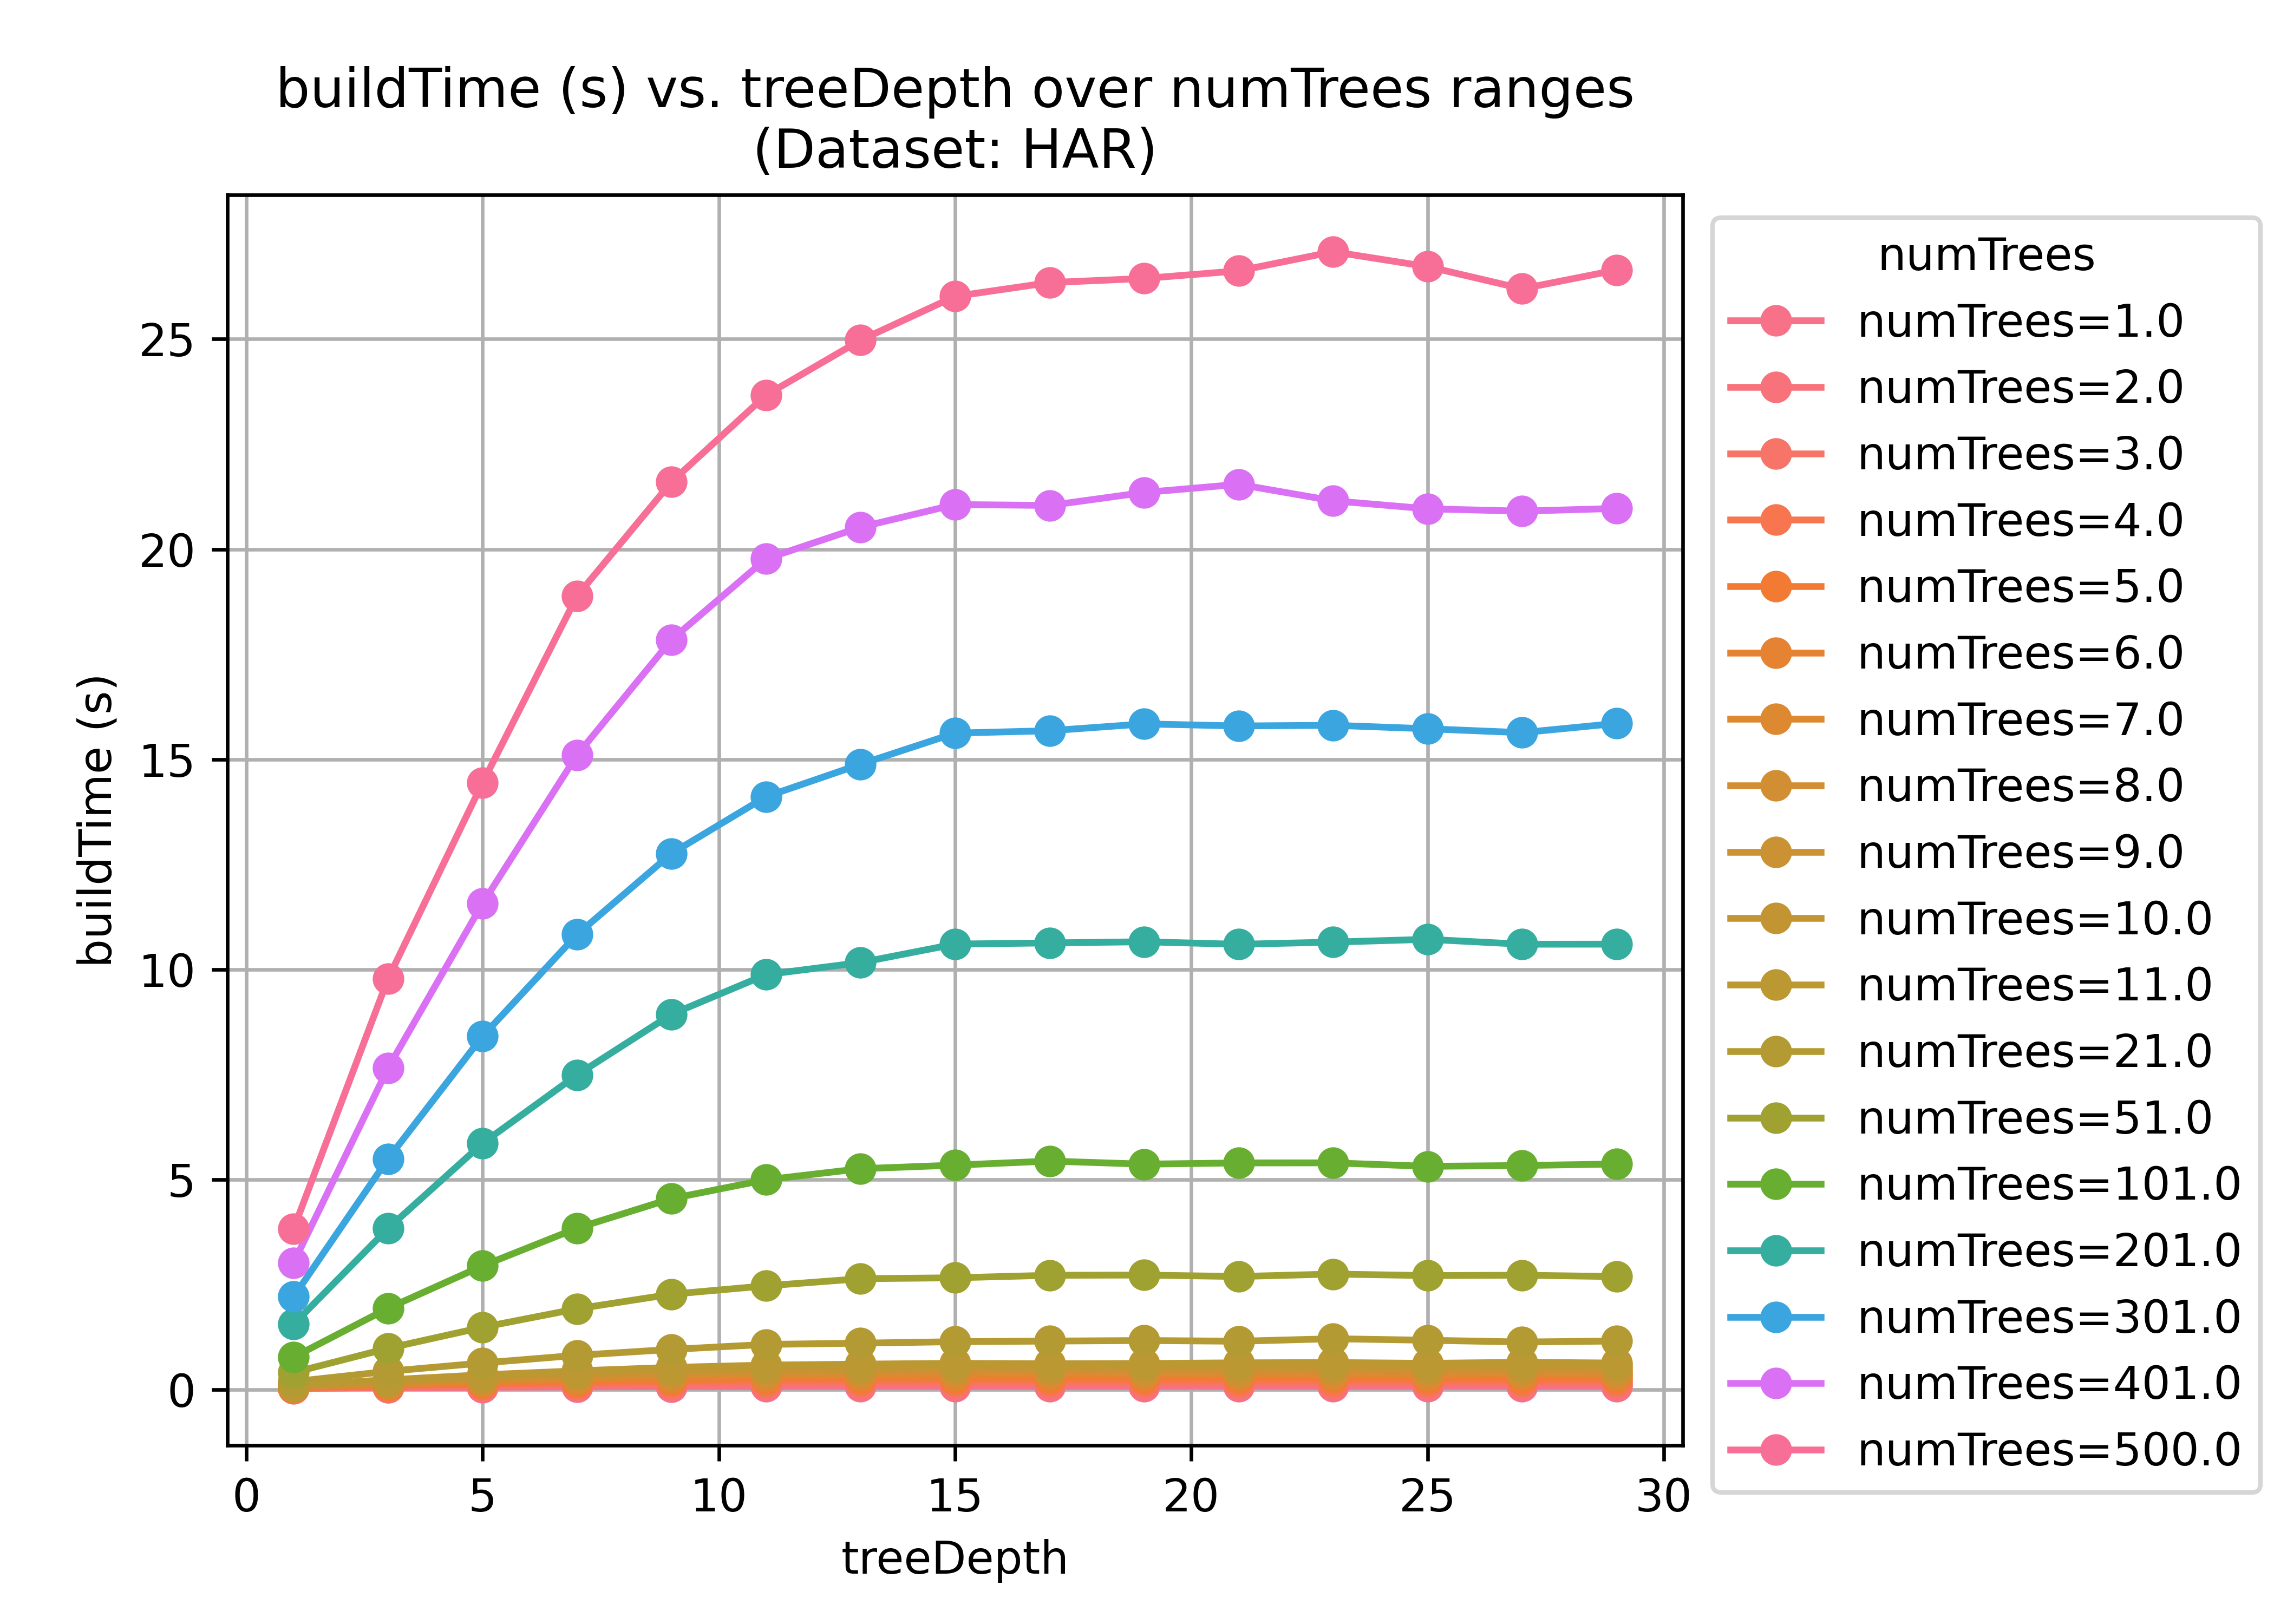 buildTime (s) vs. treeDepth over numTrees ranges
(Dataset: HAR)
buildTime (s)
25
20
15
10
5
0
0 5 10 15 20 25 30
treeDepth
numTrees
numTrees=1.0
numTrees=2.0
numTrees=3.0
numTrees=4.0
numTrees=5.0
numTrees=6.0
numTrees=7.0
numTrees=8.0
numTrees=9.0
numTrees=10.0
numTrees=11.0
numTrees=21.0
numTrees=51.0
numTrees=101.0
numTrees=201.0
numTrees=301.0
numTrees=401.0
numTrees=500.0